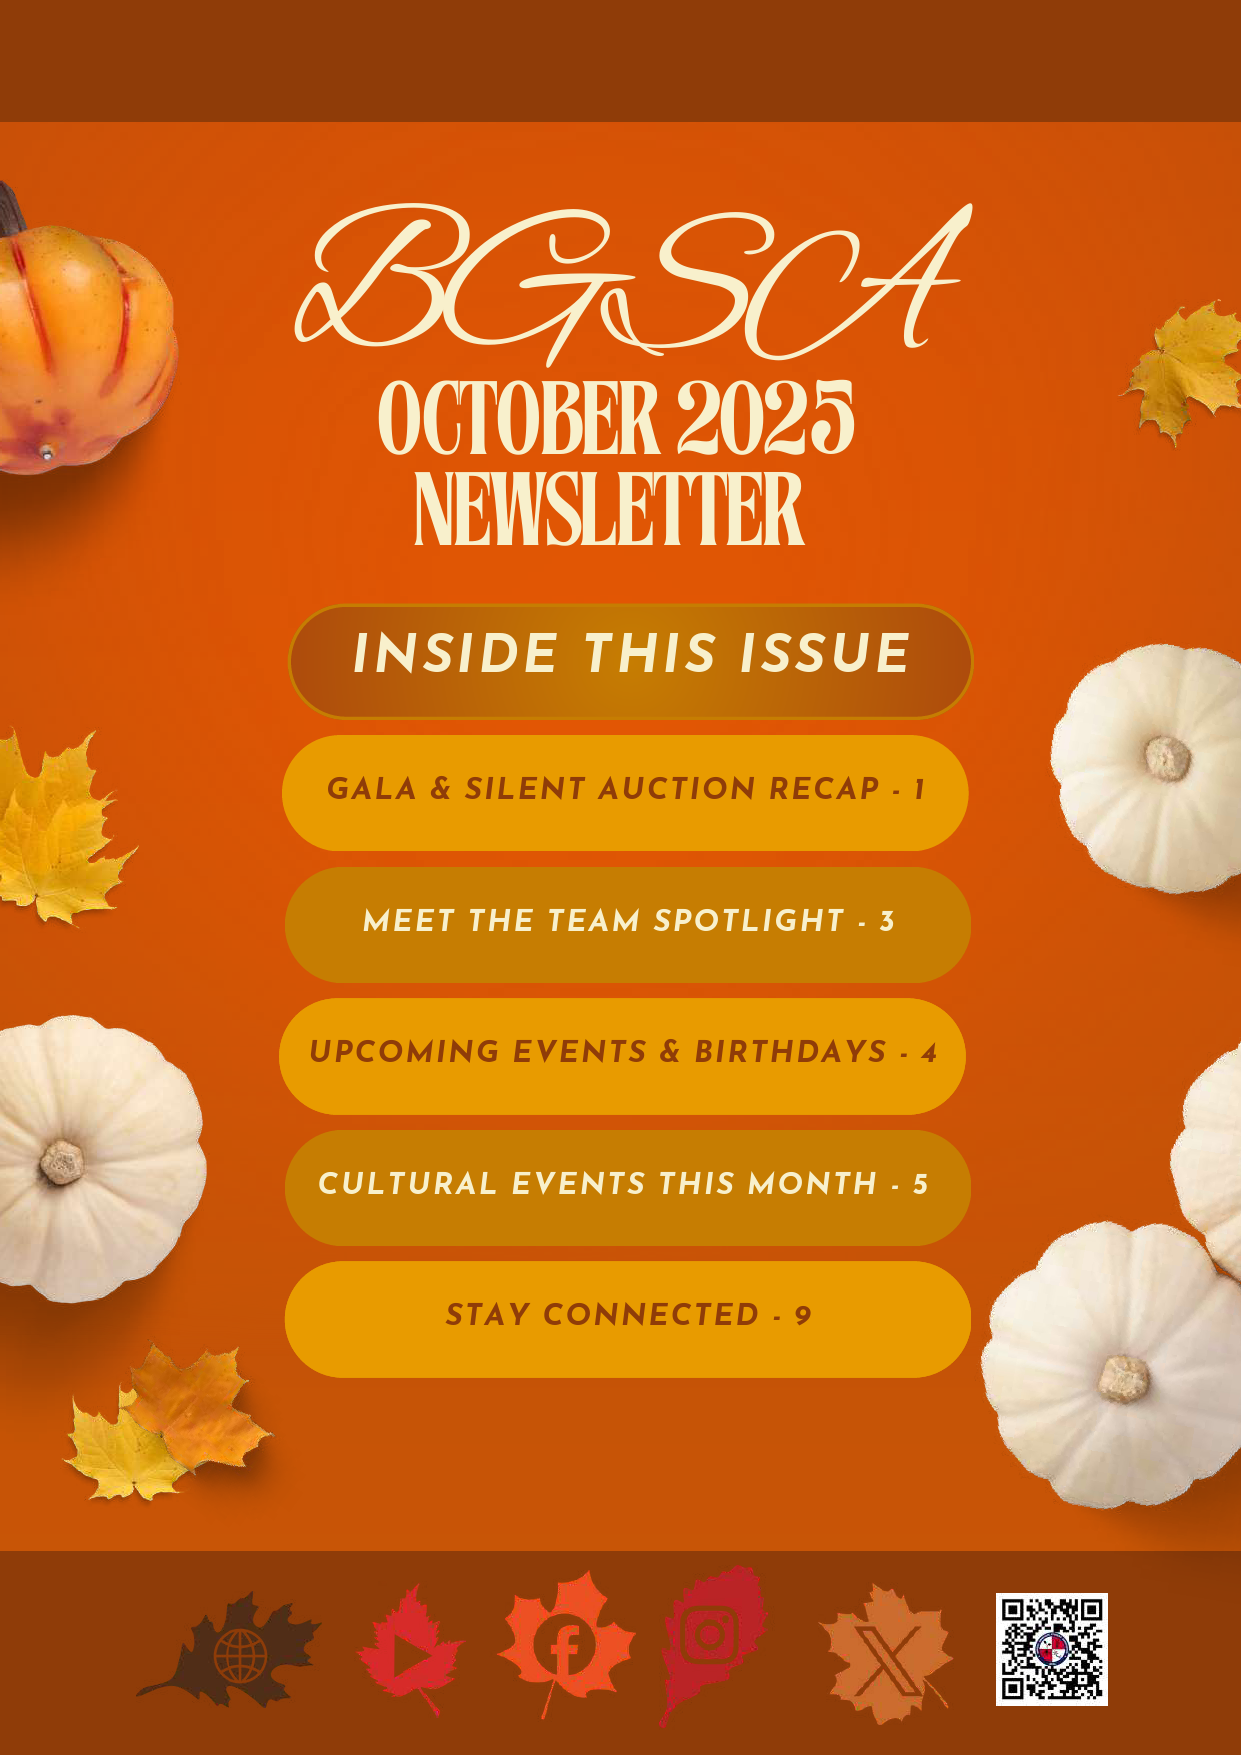 BGSCA
OCTOBER 2025
NEWSLETTER
INSIDE THIS ISSUE
GALA & SILENT AUCTION RECAP - 1
MEET THE TEAM SPOTLIGHT - 3
UPCOMING EVENTS & BIRTHDAYS - 4
CULTURAL EVENTS THIS MONTH - 5
STAY CONNECTED - 9